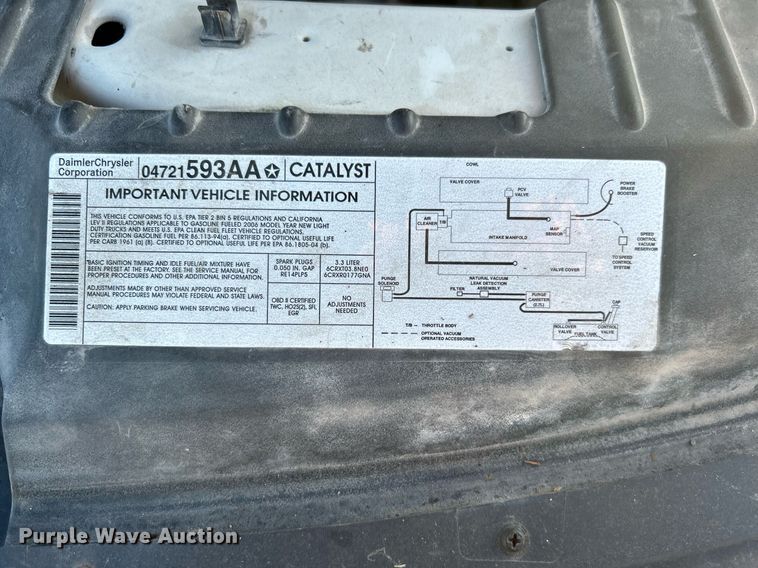 DaimlerChrysler
Corporation
04721593AA
CATALYST
IMPORTANT VEHICLE INFORMATION
THIS VEHICLE CONFORMS TO U.S. EPA TIER 2 BIN 5 REGULATIONS AND CALIFORNIA
LEV II REGULATIONS APPLICABLE TO GASOLINE FUELED 2006 MODEL YEAR NEW LIGHT
DUTY TRUCKS AND MEETS U.S. EPA CLEAN FUEL FLEET VEHICLE REGULATIONS.
CERTIFICATION GASOLINE FUEL PER 86.113-94(a). CERTIFIED TO OPTIONAL USEFUL LIFE
PER CARB 1961 (a) (8). CERTIFIED TO OPTIONAL USEFUL LIFE PER EPA 86.1805-04 (b).
BASIC IGNITION TIMING AND IDLE FUEL/AIR MIXTURE HAVE BEEN
PRESET AT THE FACTORY. SEE THE SERVICE MANUAL FOR
PROPER PROCEDURES AND OTHER ADDITIONAL INFORMATION.
ADJUSTMENTS MADE BY OTHER THAN APPROVED SERVICE
MANUAL PROCEDURES MAY VIOLATE FEDERAL AND STATE LAWS.
CAUTION: APPLY PARKING BRAKE WHEN SERVICING VEHICLE.
SPARK PLUGS
0.050 IN. GAP
RE14PLP5
3.3 LITER
6CRXT03.8NE0
6CRXR0177GNA
OBD II CERTIFIED
TWC, HO2S(2), SFI,
EGR
NO
ADJUSTMENTS
NEEDED
COWL
VALVE COVER
PCV
VALVE
POWER
BRAKE
BOOSTER
AIR
CLEANER
T/B
INTAKE MANIFOLD
MAP
SENSOR
SPEED
CONTROL
VACUUM
RESERVOIR
TO SPEED
CONTROL
SYSTEM
VALVE COVER
PURGE
SOLENOID
FILTER
NATURAL VACUUM
LEAK DETECTION
ASSEMBLY
PURGE
CANISTER
(2.7L)
CAP
ROLLOVER
VALVE
CONTROL
VALVE
FUEL TANK
T/B - THROTTLE BODY
OPTIONAL VACUUM
OPERATED ACCESSORIES
Purple Wave Auction